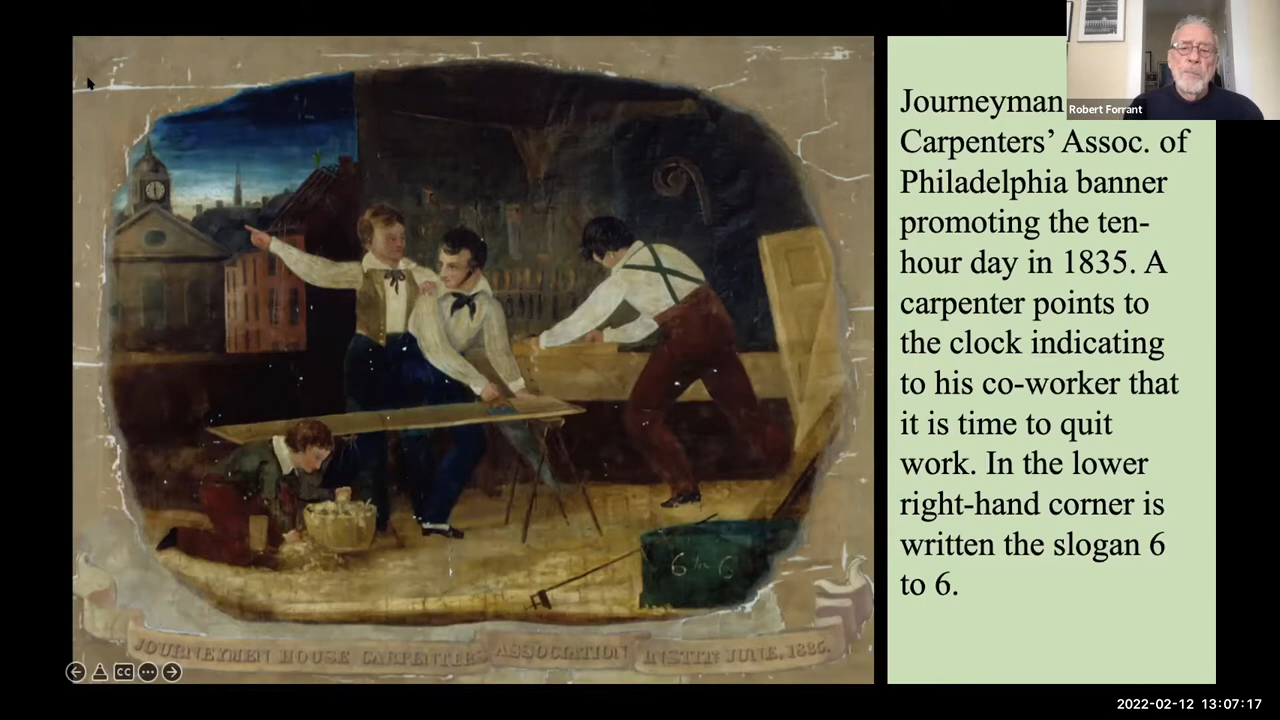 Journeyman
Carpenters’ Assoc. of
Philadelphia banner
promoting the ten-
hour day in 1835. A
carpenter points to
the clock indicating
to his co-worker that
it is time to quit
work. In the lower
right-hand corner is
written the slogan 6
to 6.
Robert Forrant
6 to 6
JOURNEYMEN HOUSE CARPENTERS ASSOCIATION INSTITD JUNE, 1835.
CC
2022-02-12 13:07:17